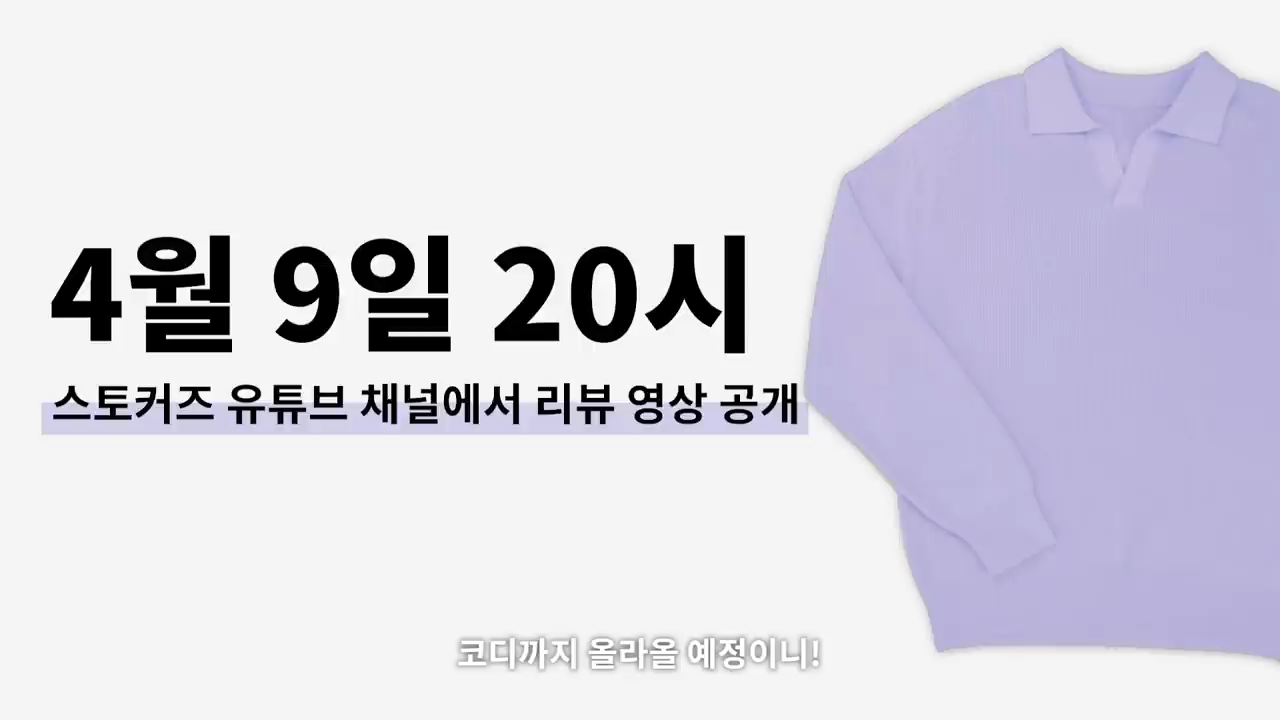 4월 9일 20시
스토커즈 유튜브 채널에서 리뷰 영상 공개
코디까지 올라올 예정이니!